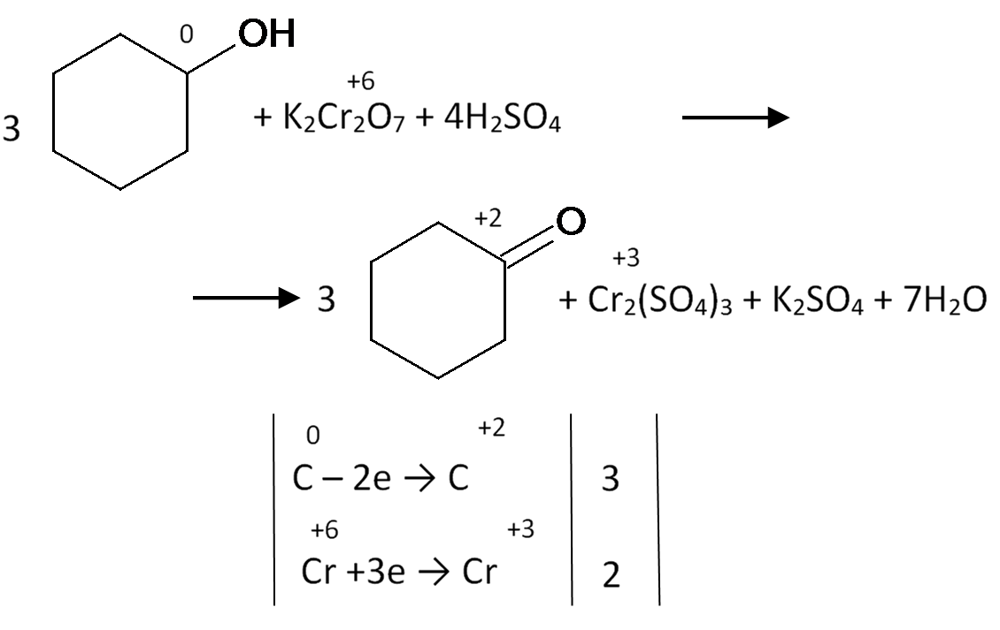 0 OH
+6
3 + K₂Cr₂O₇ + 4H₂SO₄ →
+2 O
+3
→ 3 + Cr₂(SO₄)₃ + K₂SO₄ + 7H₂O
0 +2
C – 2e → C 3
+6 +3
Cr +3e → Cr 2